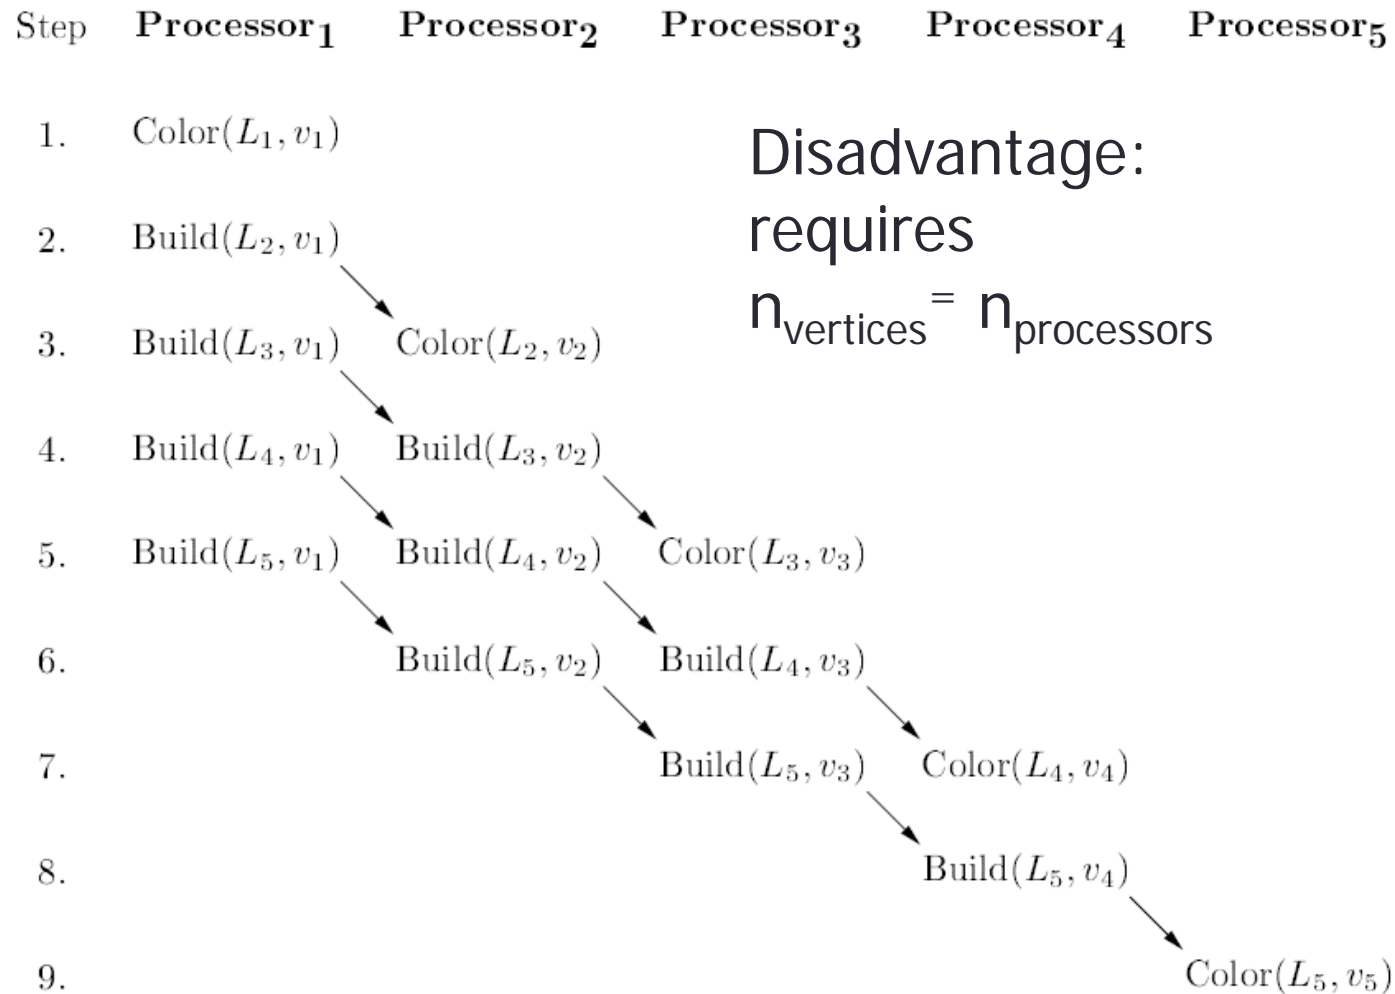 Step Processor₁ Processor₂ Processor₃ Processor₄ Processor₅
1. Color(L₁, v₁)
Disadvantage:
requires
n_vertices = n_processors
2. Build(L₂, v₁)
3. Build(L₃, v₁) Color(L₂, v₂)
4. Build(L₄, v₁) Build(L₃, v₂)
5. Build(L₅, v₁) Build(L₄, v₂) Color(L₃, v₃)
6. Build(L₅, v₂) Build(L₄, v₃)
7. Build(L₅, v₃) Color(L₄, v₄)
8. Build(L₅, v₄)
9. Color(L₅, v₅)